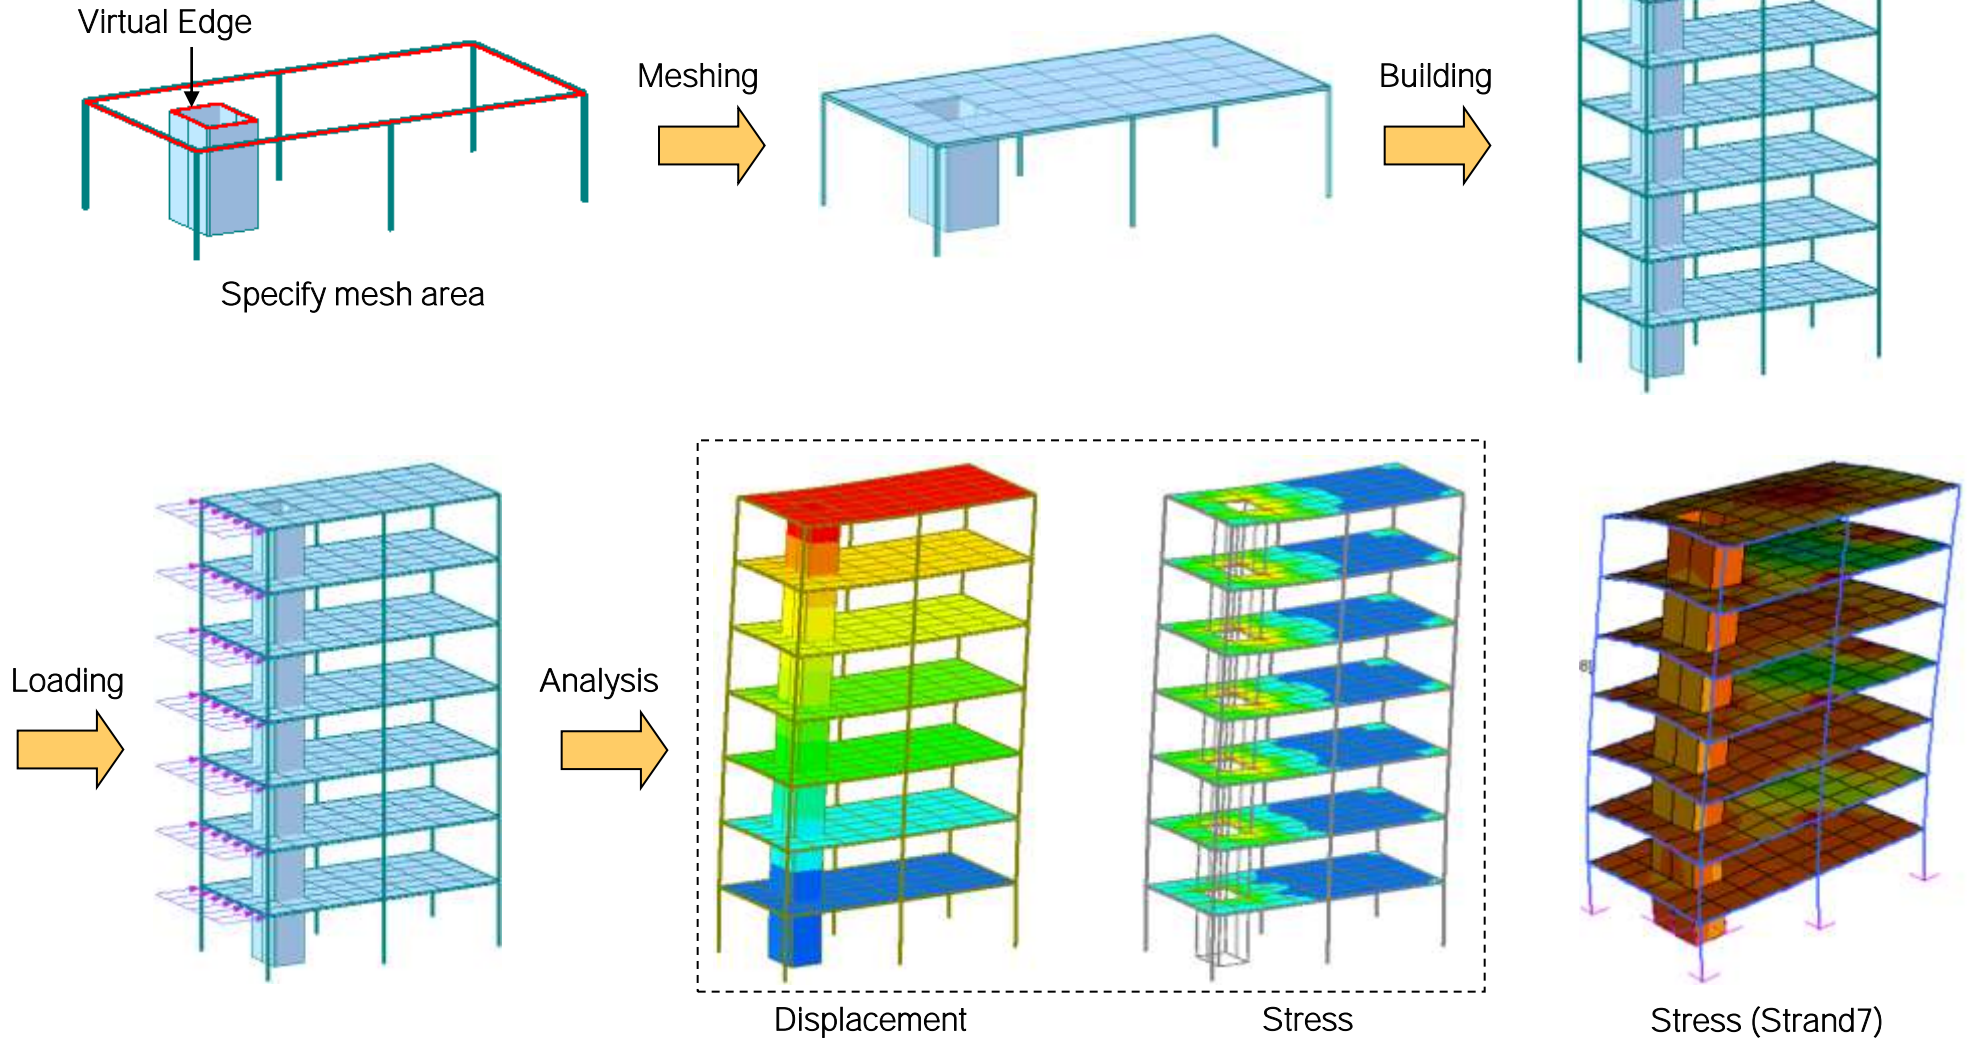 Virtual Edge
Meshing
Building
Specify mesh area
Loading
Analysis
Displacement
Stress
Stress (Strand7)